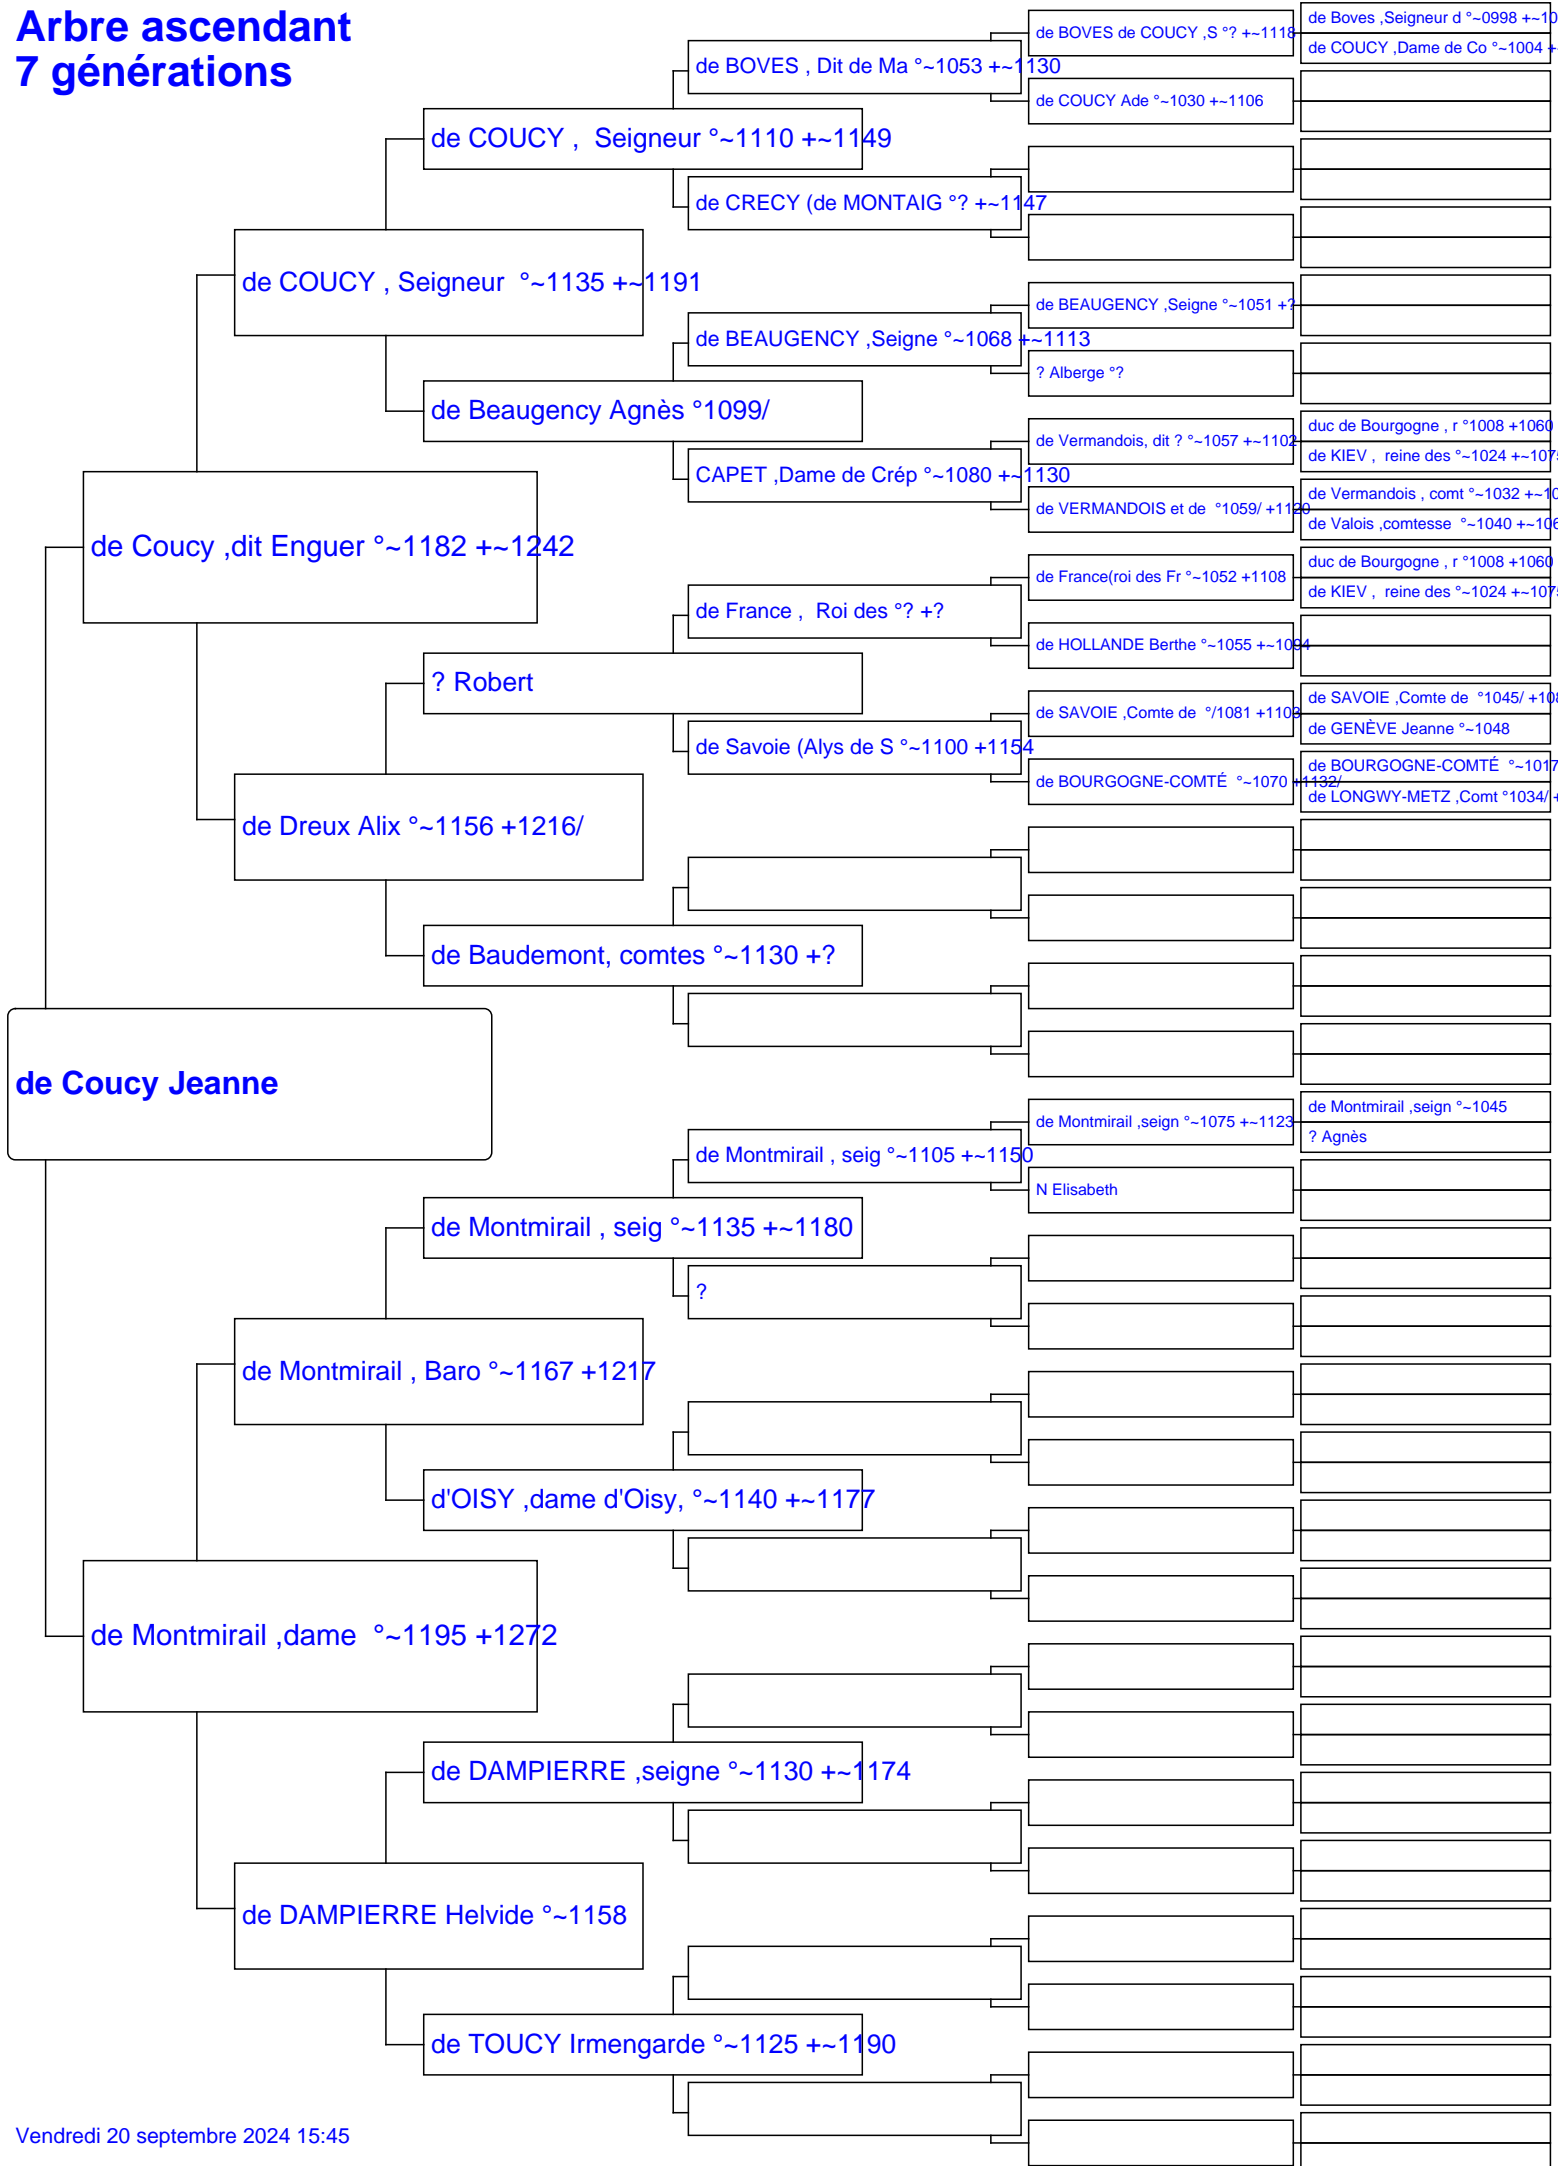 Arbre ascendant
7 générations
de Boves ,Seigneur d °~0998 +~10
de BOVES de COUCY ,S °? +~1118
de COUCY ,Dame de Co °~1004 +
de BOVES , Dit de Ma °~1053 +~1130
de COUCY Ade °~1030 +~1106
de COUCY ,  Seigneur °~1110 +~1149
de CRECY (de MONTAIG °? +~1147
de COUCY , Seigneur  °~1135 +~1191
de BEAUGENCY ,Seigne °~1051 +?
de BEAUGENCY ,Seigne °~1068 +~1113
? Alberge °?
de Beaugency Agnès °1099/
duc de Bourgogne , r °1008 +1060
de Vermandois, dit ? °~1057 +~1102
de KIEV ,  reine des °~1024 +~1075
CAPET ,Dame de Crép °~1080 +~1130
de Vermandois , comt °~1032 +~10
de VERMANDOIS et de  °1059/ +1120
de Valois ,comtesse  °~1040 +~106
de Coucy ,dit Enguer °~1182 +~1242
duc de Bourgogne , r °1008 +1060
de France(roi des Fr °~1052 +1108
de KIEV ,  reine des °~1024 +~1075
de France ,  Roi des °? +?
de HOLLANDE Berthe °~1055 +~1094
? Robert
de SAVOIE ,Comte de  °1045/ +108
de SAVOIE ,Comte de  °/1081 +1103
de GENÈVE Jeanne °~1048
de Savoie (Alys de S °~1100 +1154
de BOURGOGNE-COMTÉ  °~1017
de BOURGOGNE-COMTÉ  °~1070 +1132/
de LONGWY-METZ ,Comt °1034/ +
de Dreux Alix °~1156 +1216/
de Baudemont, comtes °~1130 +?
de Coucy Jeanne
de Montmirail ,seign °~1045
de Montmirail ,seign °~1075 +~1123
? Agnès
de Montmirail , seig °~1105 +~1150
N Elisabeth
de Montmirail , seig °~1135 +~1180
?
de Montmirail , Baro °~1167 +1217
d'OISY ,dame d'Oisy, °~1140 +~1177
de Montmirail ,dame  °~1195 +1272
de DAMPIERRE ,seigne °~1130 +~1174
de DAMPIERRE Helvide °~1158
de TOUCY Irmengarde °~1125 +~1190
Vendredi 20 septembre 2024 15:45